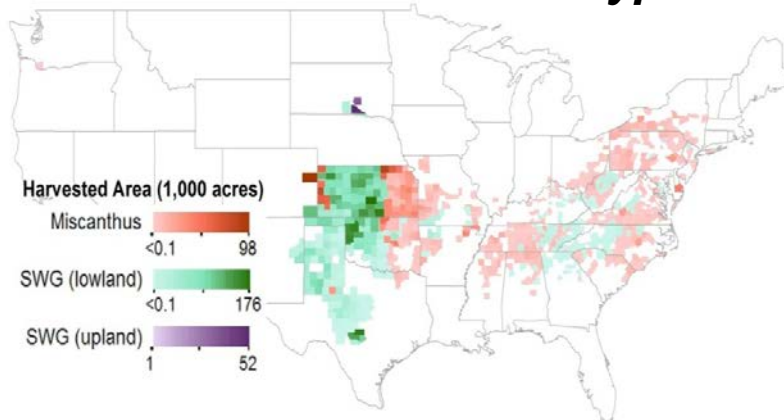 Harvested Area (1,000 acres)
Miscanthus
<0.1 98
SWG (lowland)
<0.1 176
SWG (upland)
1 52